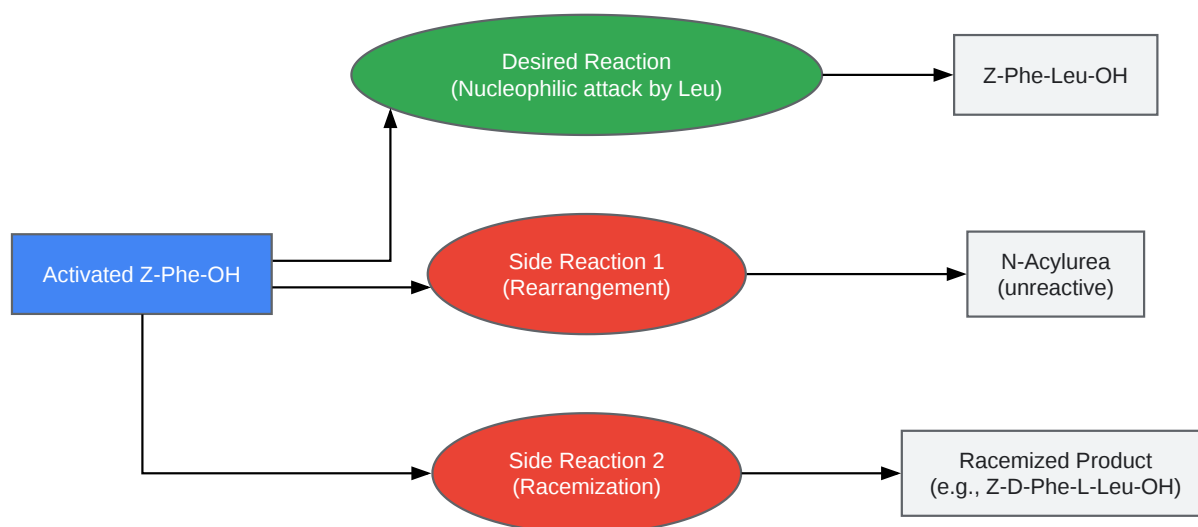 Desired Reaction
(Nucleophilic attack by Leu)
Z-Phe-Leu-OH
Activated Z-Phe-OH
Side Reaction 1
(Rearrangement)
N-Acylurea
(unreactive)
Side Reaction 2
(Racemization)
Racemized Product
(e.g., Z-D-Phe-L-Leu-OH)